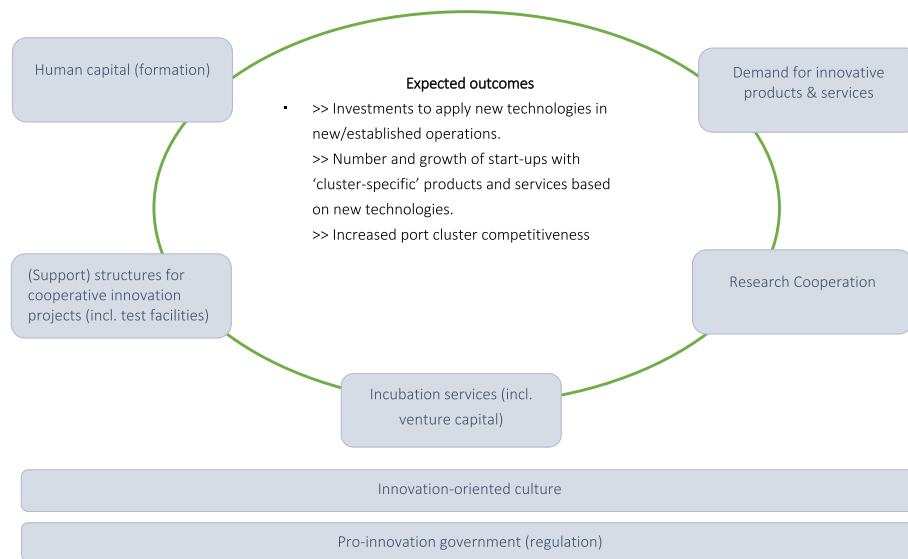 Human capital (formation)
Demand for innovative
products & services
Expected outcomes
▪ >> Investments to apply new technologies in
new/established operations.
>> Number and growth of start-ups with
‘cluster-specific’ products and services based
on new technologies.
>> Increased port cluster competitiveness
(Support) structures for
cooperative innovation
projects (incl. test facilities)
Research Cooperation
Incubation services (incl.
venture capital)
Innovation-oriented culture
Pro-innovation government (regulation)